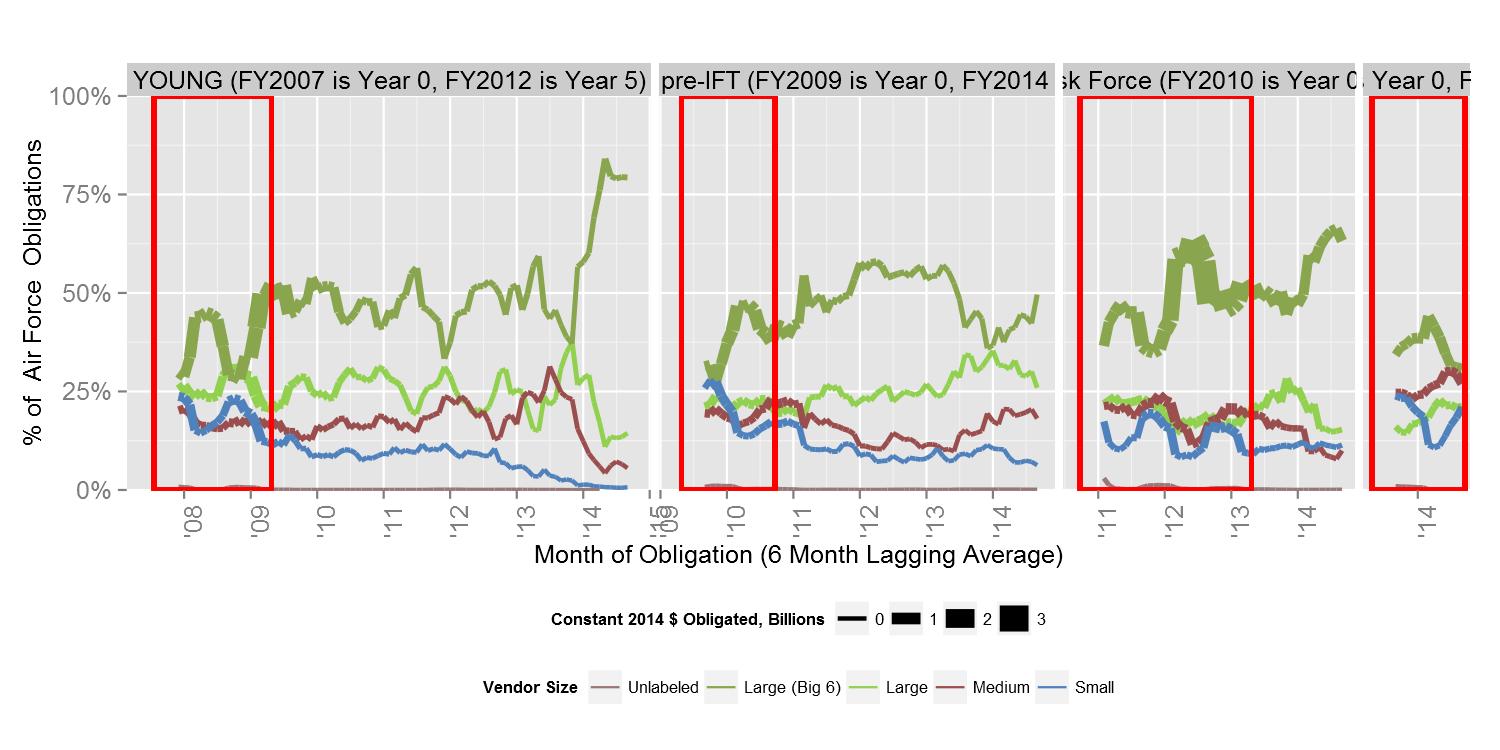 YOUNG (FY2007 is Year 0, FY2012 is Year 5)
pre-IFT (FY2009 is Year 0, FY2014
sk Force (FY2010 is Year 0
Year 0, F
% of Air Force Obligations
100%
75%
50%
25%
0%
'08 '09 '10 '11 '12 '13 '14 '15
'09 '10 '11 '12 '13 '14
'11 '12 '13 '14
'14
Month of Obligation (6 Month Lagging Average)
Constant 2014 $ Obligated, Billions 0 1 2 3
Vendor Size Unlabeled Large (Big 6) Large Medium Small